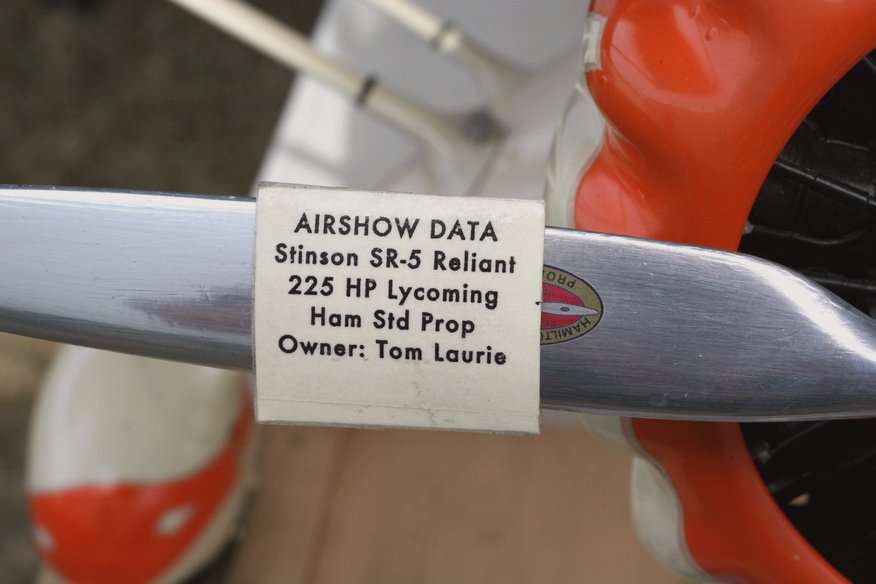 AIRSHOW DATA
Stinson SR-5 Reliant
225 HP Lycoming
Ham Std Prop
Owner: Tom Laurie